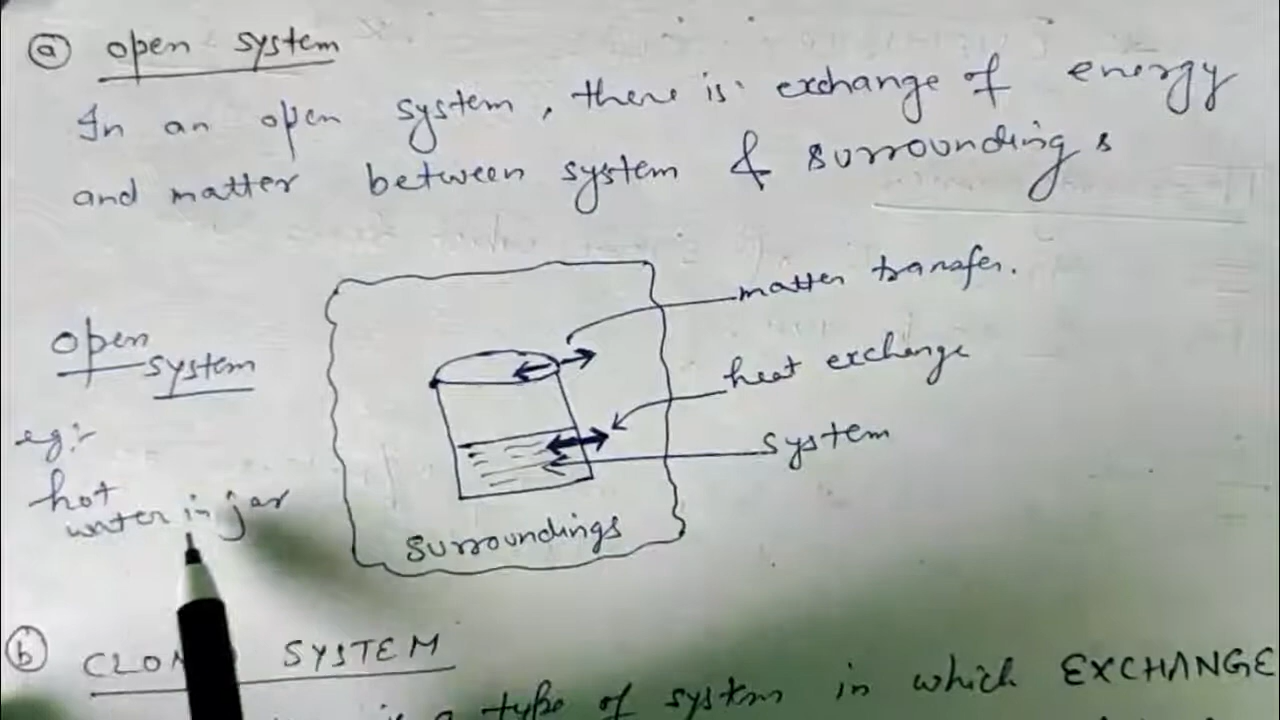 ⓐ open system
In an open system, there is exchange of energy
and matter between system & surroundings
matter transfer.
open
system
heat exchange
system
eg:-
hot
water in jar
surroundings
ⓑ SYSTEM
is a type of system in which EXCHANGE